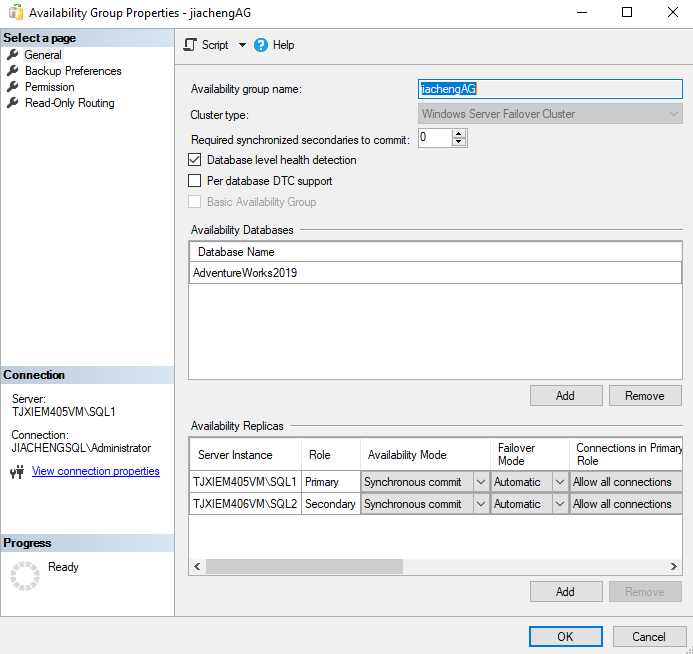 Availability Group Properties - jiachengAG
Select a page
General
Backup Preferences
Permission
Read-Only Routing
Script
Help
Availability group name:
jiachengAG
Cluster type:
Windows Server Failover Cluster
Required synchronized secondaries to commit:
0
Database level health detection
Per database DTC support
Basic Availability Group
Availability Databases
Database Name
AdventureWorks2019
Add
Remove
Connection
Server:
TJXIEM405VM\SQL1
Connection:
JIACHENGSQL\Administrator
View connection properties
Availability Replicas
Server Instance Role Availability Mode Failover Mode Connections in Primary Role
TJXIEM405VM\SQL1 Primary Synchronous commit Automatic Allow all connections
TJXIEM406VM\SQL2 Secondary Synchronous commit Automatic Allow all connections
Progress
Ready
Add
Remove
OK
Cancel